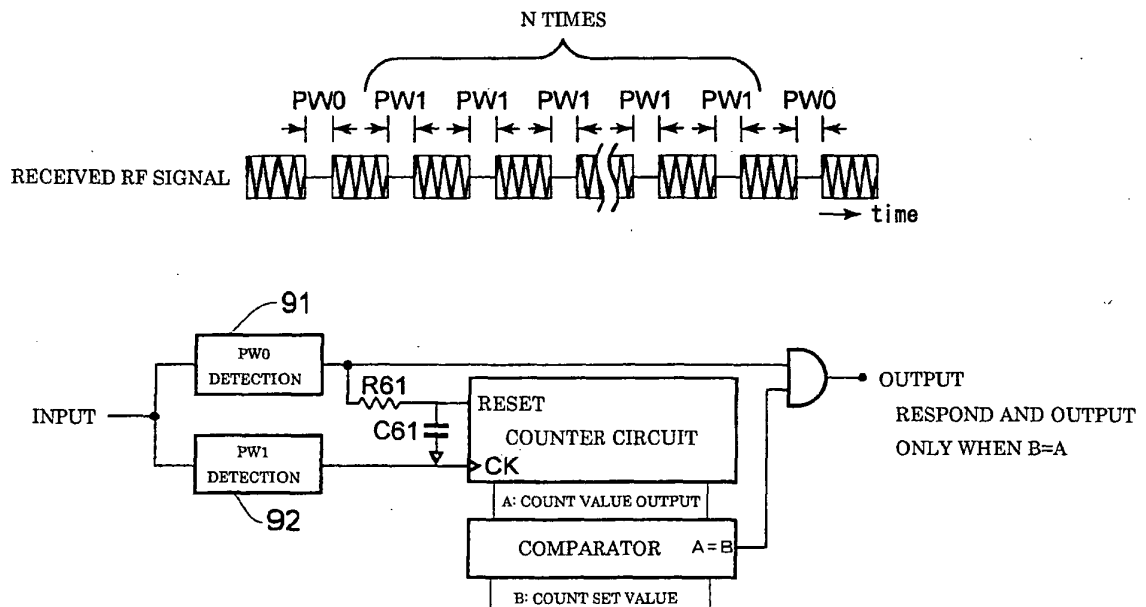 N TIMES
PW0 PW1 PW1 PW1 PW1 PW1 PW0
RECEIVED RF SIGNAL
time
91
PW0
DETECTION
R61
RESET
OUTPUT
INPUT
C61
COUNTER CIRCUIT
RESPOND AND OUTPUT
ONLY WHEN B=A
PW1
DETECTION
CK
92
A: COUNT VALUE OUTPUT
COMPARATOR A=B
B: COUNT SET VALUE